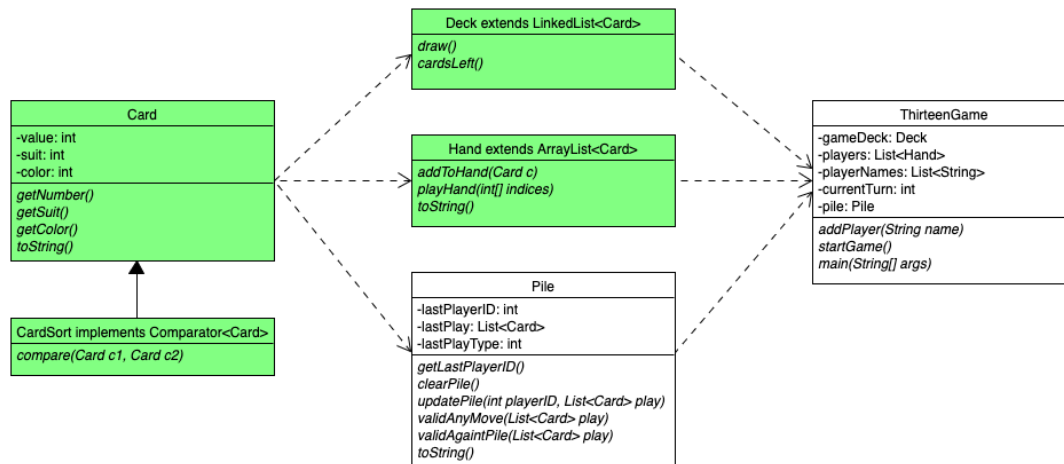 Deck extends LinkedList<Card>
draw()
cardsLeft()
Card
-value: int
-suit: int
-color: int
getNumber()
getSuit()
getColor()
toString()
Hand extends ArrayList<Card>
addToHand(Card c)
playHand(int[] indices)
toString()
ThirteenGame
-gameDeck: Deck
-players: List<Hand>
-playerNames: List<String>
-currentTurn: int
-pile: Pile
addPlayer(String name)
startGame()
main(String[] args)
CardSort implements Comparator<Card>
compare(Card c1, Card c2)
Pile
-lastPlayerID: int
-lastPlay: List<Card>
-lastPlayType: int
getLastPlayerID()
clearPile()
updatePile(int playerID, List<Card> play)
validAnyMove(List<Card> play)
validAgaintPile(List<Card> play)
toString()